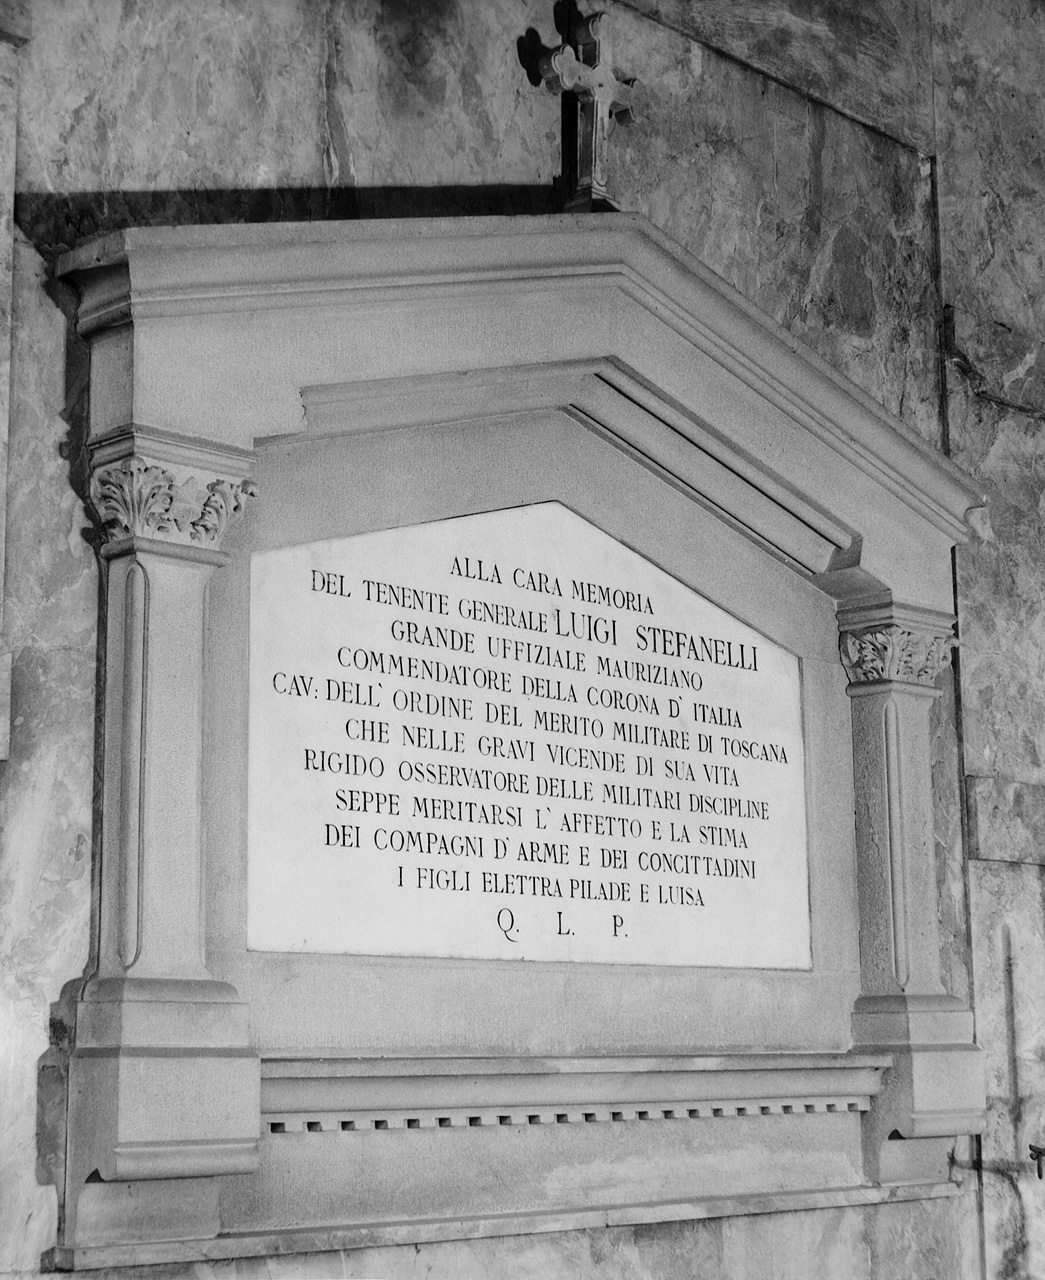 ALLA CARA MEMORIA
DEL TENENTE GENERALE LUIGI STEFANELLI
GRANDE UFFIZIALE MAURIZIANO
COMMENDATORE DELLA CORONA D' ITALIA
CAV: DELL' ORDINE DEL MERITO MILITARE DI TOSCANA
CHE NELLE GRAVI VICENDE DI SUA VITA
RIGIDO OSSERVATORE DELLE MILITARI DISCIPLINE
SEPPE MERITARSI L' AFFETTO E LA STIMA
DEI COMPAGNI D' ARME E DEI CONCITTADINI
I FIGLI ELETTRA PILADE E LUISA
Q. L. P.